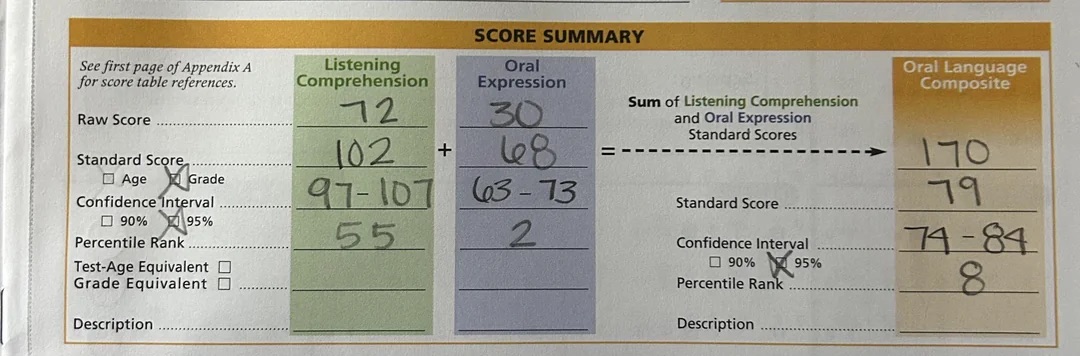 SCORE SUMMARY
See first page of Appendix A
for score table references.
Listening
Comprehension
Oral
Expression
Oral Language
Composite
Raw Score 72 30
Sum of Listening Comprehension
and Oral Expression
Standard Scores
Standard Score 102 + 68 = 170
☐ Age ☒ Grade
Confidence Interval 97-107 63-73
☐ 90% ☒ 95%
Standard Score 79
Percentile Rank 55 2
Confidence Interval 74-84
☐ 90% ☒ 95%
Test-Age Equivalent ☐
Grade Equivalent ☐
Percentile Rank 8
Description
Description